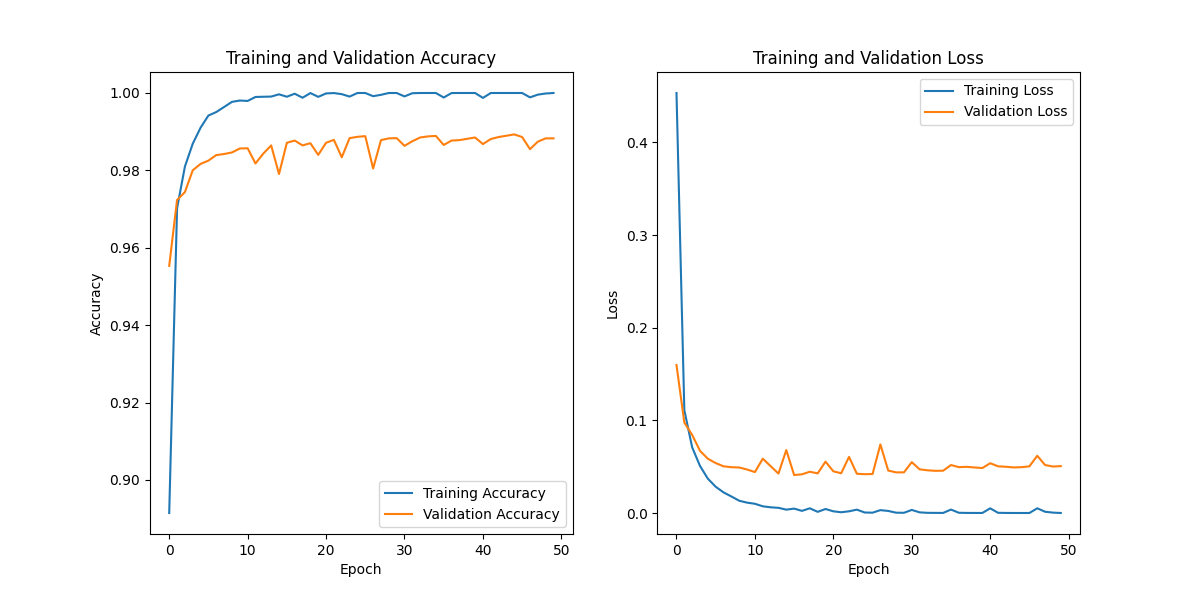 Training and Validation Accuracy
1.00
0.98
0.96
0.94
0.92
0.90
Accuracy
0
10
20
30
40
50
Epoch
Training Accuracy
Validation Accuracy
Training and Validation Loss
0.4
0.3
0.2
0.1
0.0
Loss
0
10
20
30
40
50
Epoch
Training Loss
Validation Loss